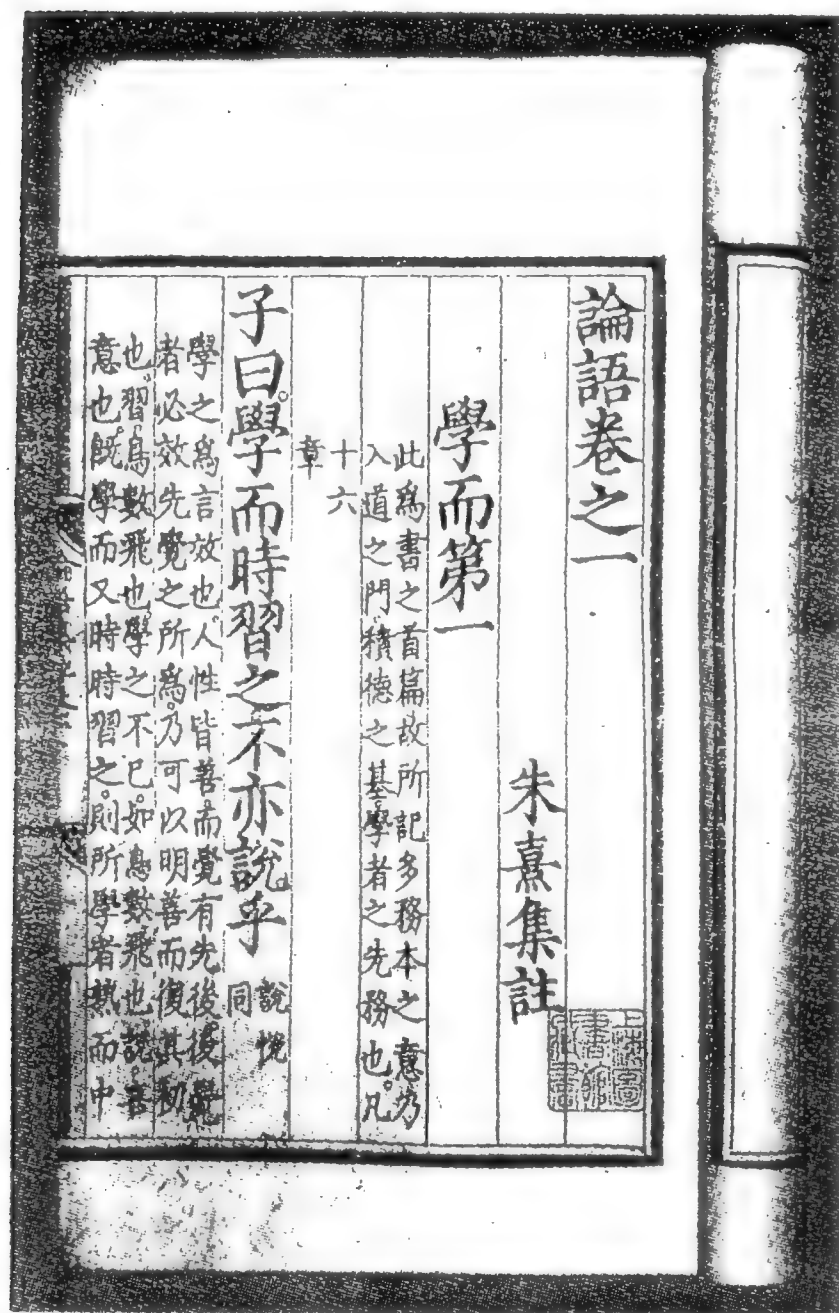 論語卷之一
朱熹集註
學而第一
此爲書之首篇故所記多務本之意乃
入道之門積德之基學者之先務也凡
十六
章
子曰學而時習之不亦說乎
說悅
同
學之爲言效也人性皆善而覺有先後後覺
者必效先覺之所爲乃可以明善而復其初
也習鳥數飛也學之不已如鳥數飛也說喜
意也旣學而又時時習之則所學者熟而中